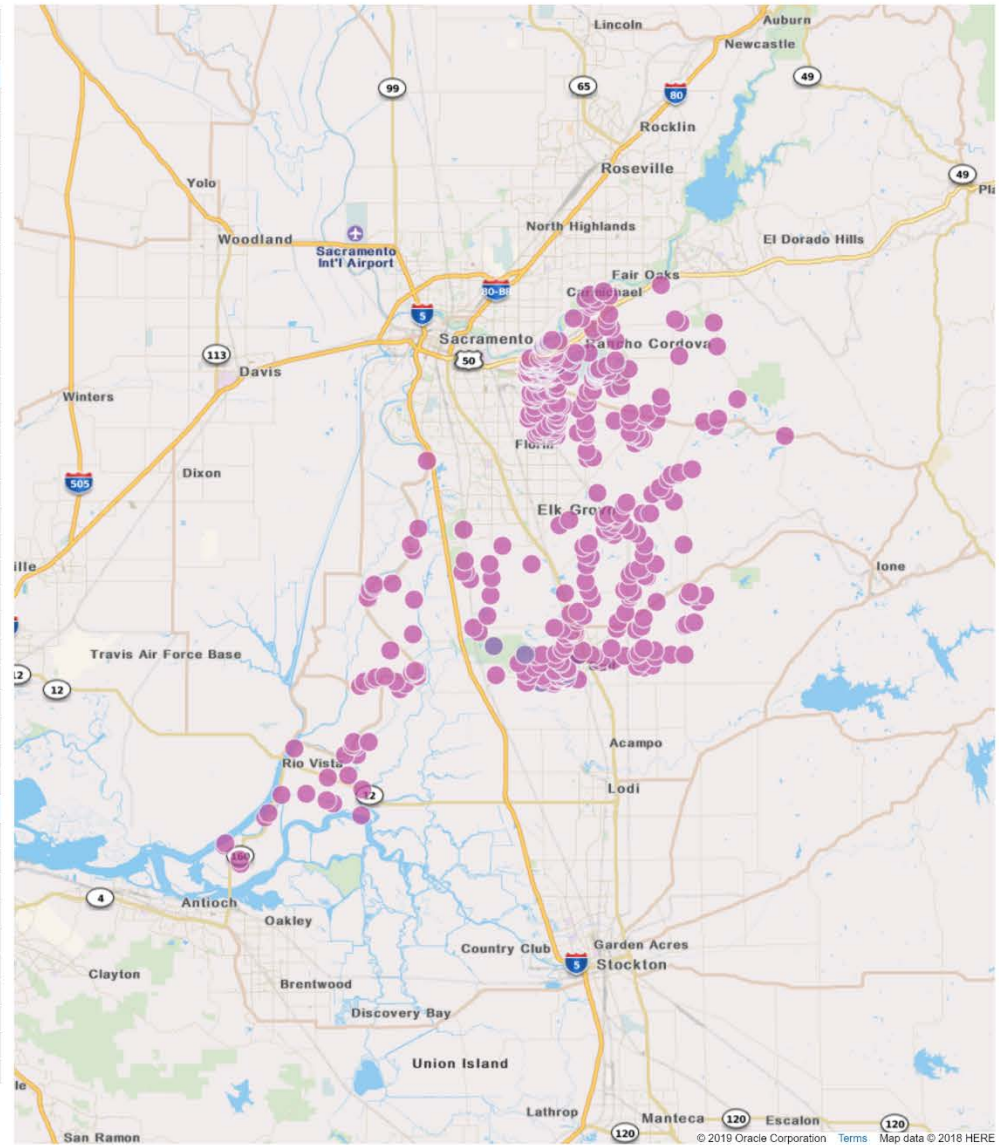 Lincoln
Auburn
Newcastle
99
65
49
80
Rocklin
Roseville
49
Pla
Yolo
Woodland
Sacramento
Int'l Airport
North Highlands
El Dorado Hills
Fair Oaks
Carmichael
5
Sacramento
Rancho Cordova
50
113
Davis
Winters
Florin
Dixon
505
Elk Grove
ille
Ione
Travis Air Force Base
12
12
Acampo
Rio Vista
Lodi
12
160
4
Antioch
Oakley
Country Club
Garden Acres
5
Stockton
Clayton
Brentwood
Discovery Bay
Union Island
le
Lathrop
Manteca
120
Escalon
120
120
San Ramon
© 2019 Oracle Corporation Terms Map data © 2018 HERE